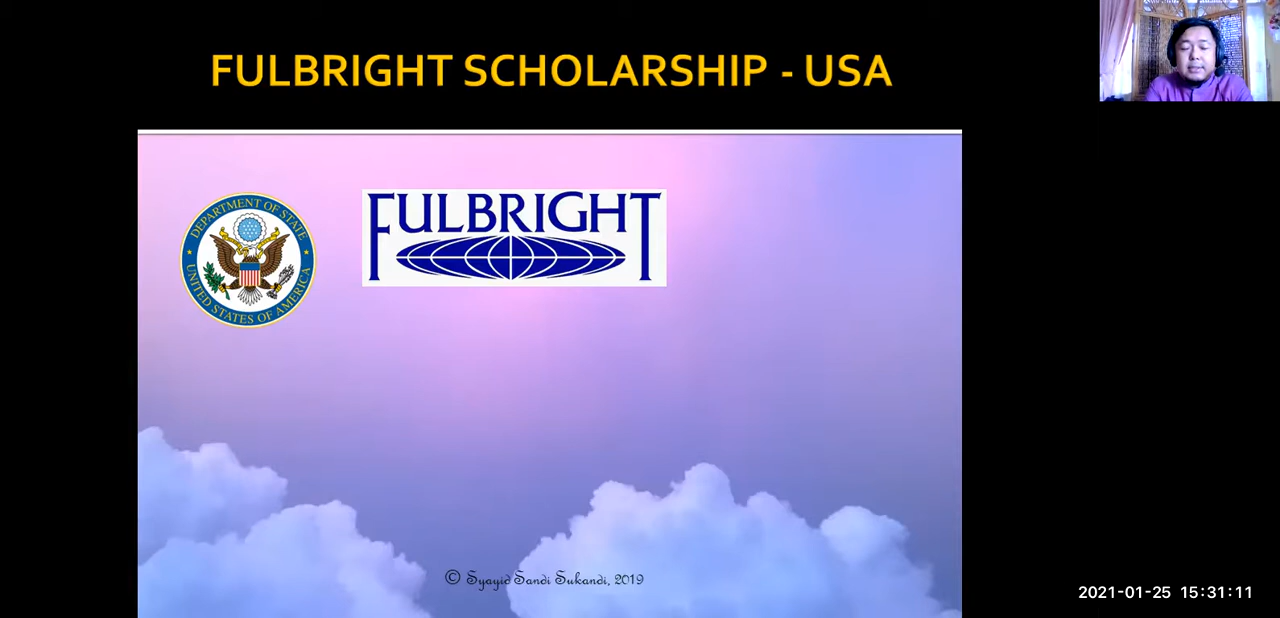 FULBRIGHT SCHOLARSHIP - USA
DEPARTMENT OF STATE
UNITED STATES OF AMERICA
FULBRIGHT
© Syayid Sandi Sukandi, 2019
2021-01-25 15:31:11